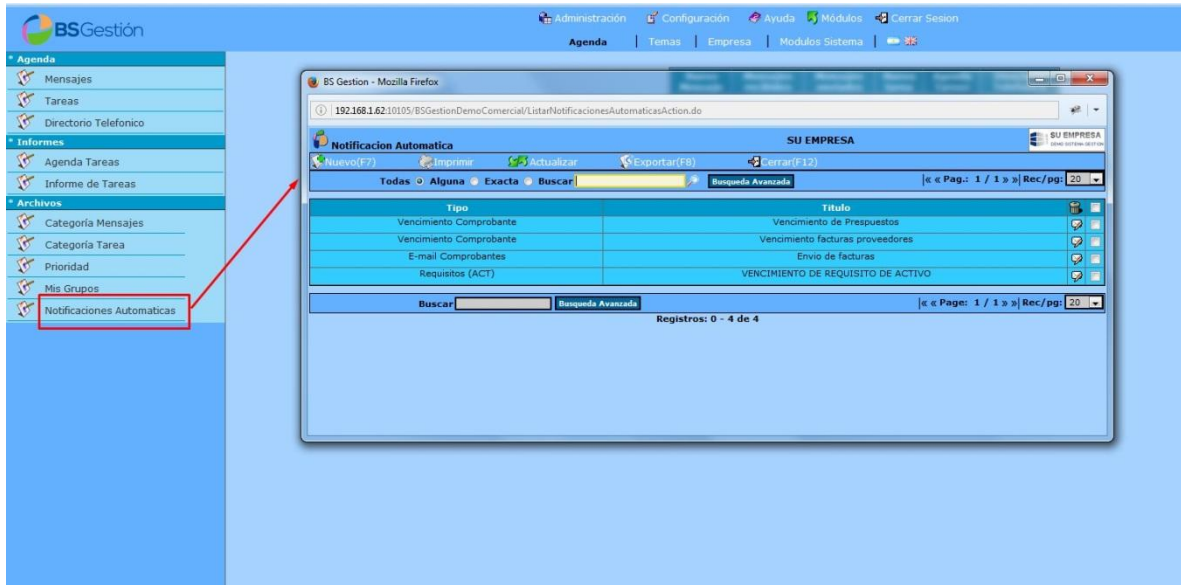 BSGestión
Administración Configuración Ayuda Módulos Cerrar Sesion
Agenda | Temas | Empresa | Modulos Sistema |
* Agenda
Mensajes
Tareas
Directorio Telefonico
* Informes
Agenda Tareas
Informe de Tareas
* Archivos
Categoría Mensajes
Categoría Tarea
Prioridad
Mis Grupos
Notificaciones Automaticas
BS Gestion - Mozilla Firefox
192.168.1.62:10105/BSGestionDemoComercial/ListarNotificacionesAutomaticasAction.do
Notificacion Automatica SU EMPRESA SU EMPRESA
DEMO SISTEMA GESTION
Nuevo(F7) Imprimir Actualizar Exportar(F8) Cerrar(F12)
Todas Alguna Exacta Buscar Busqueda Avanzada |« « Pag.: 1 / 1 » »| Rec/pg: 20
Tipo Titulo
Vencimiento Comprobante Vencimiento de Prespuestos
Vencimiento Comprobante Vencimiento facturas proveedores
E-mail Comprobantes Envio de facturas
Requisitos (ACT) VENCIMIENTO DE REQUISITO DE ACTIVO
Buscar Busqueda Avanzada |« « Page: 1 / 1 » »| Rec/pg: 20
Registros: 0 - 4 de 4